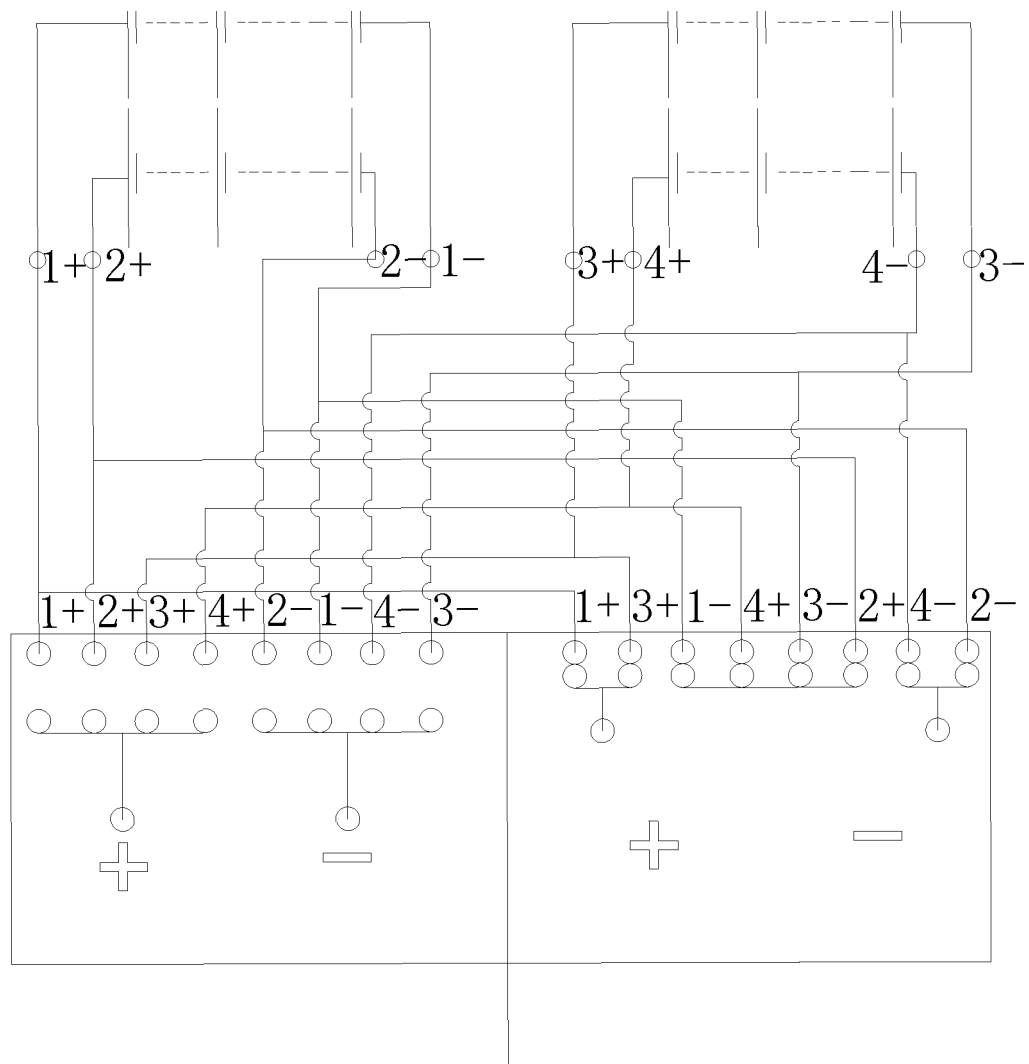 1+ 2+ 2- 1- 3+ 4+ 4- 3-
1+ 2+ 3+ 4+ 2- 1- 4- 3- 1+ 3+ 1- 4+ 3- 2+ 4- 2-
+ - + -